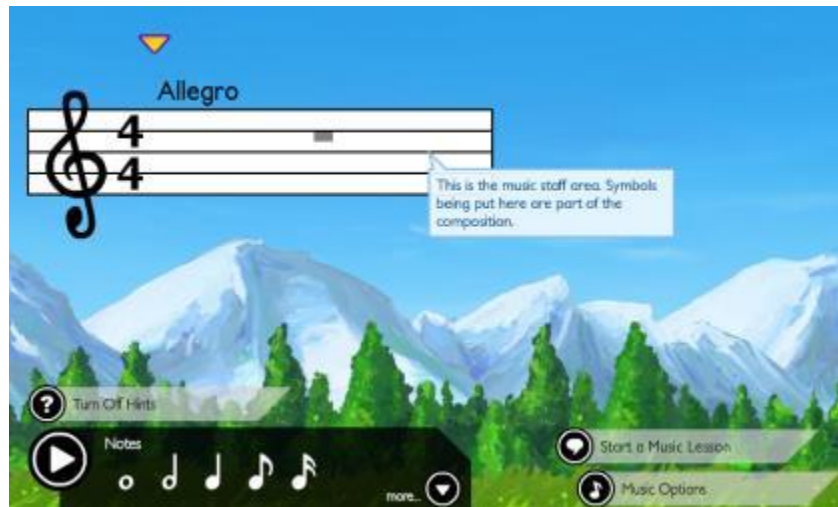 Allegro
4
4
This is the music staff area. Symbols
being put here are part of the
composition.
? Turn Off Hints
Notes
more...
Start a Music Lesson
Music Options